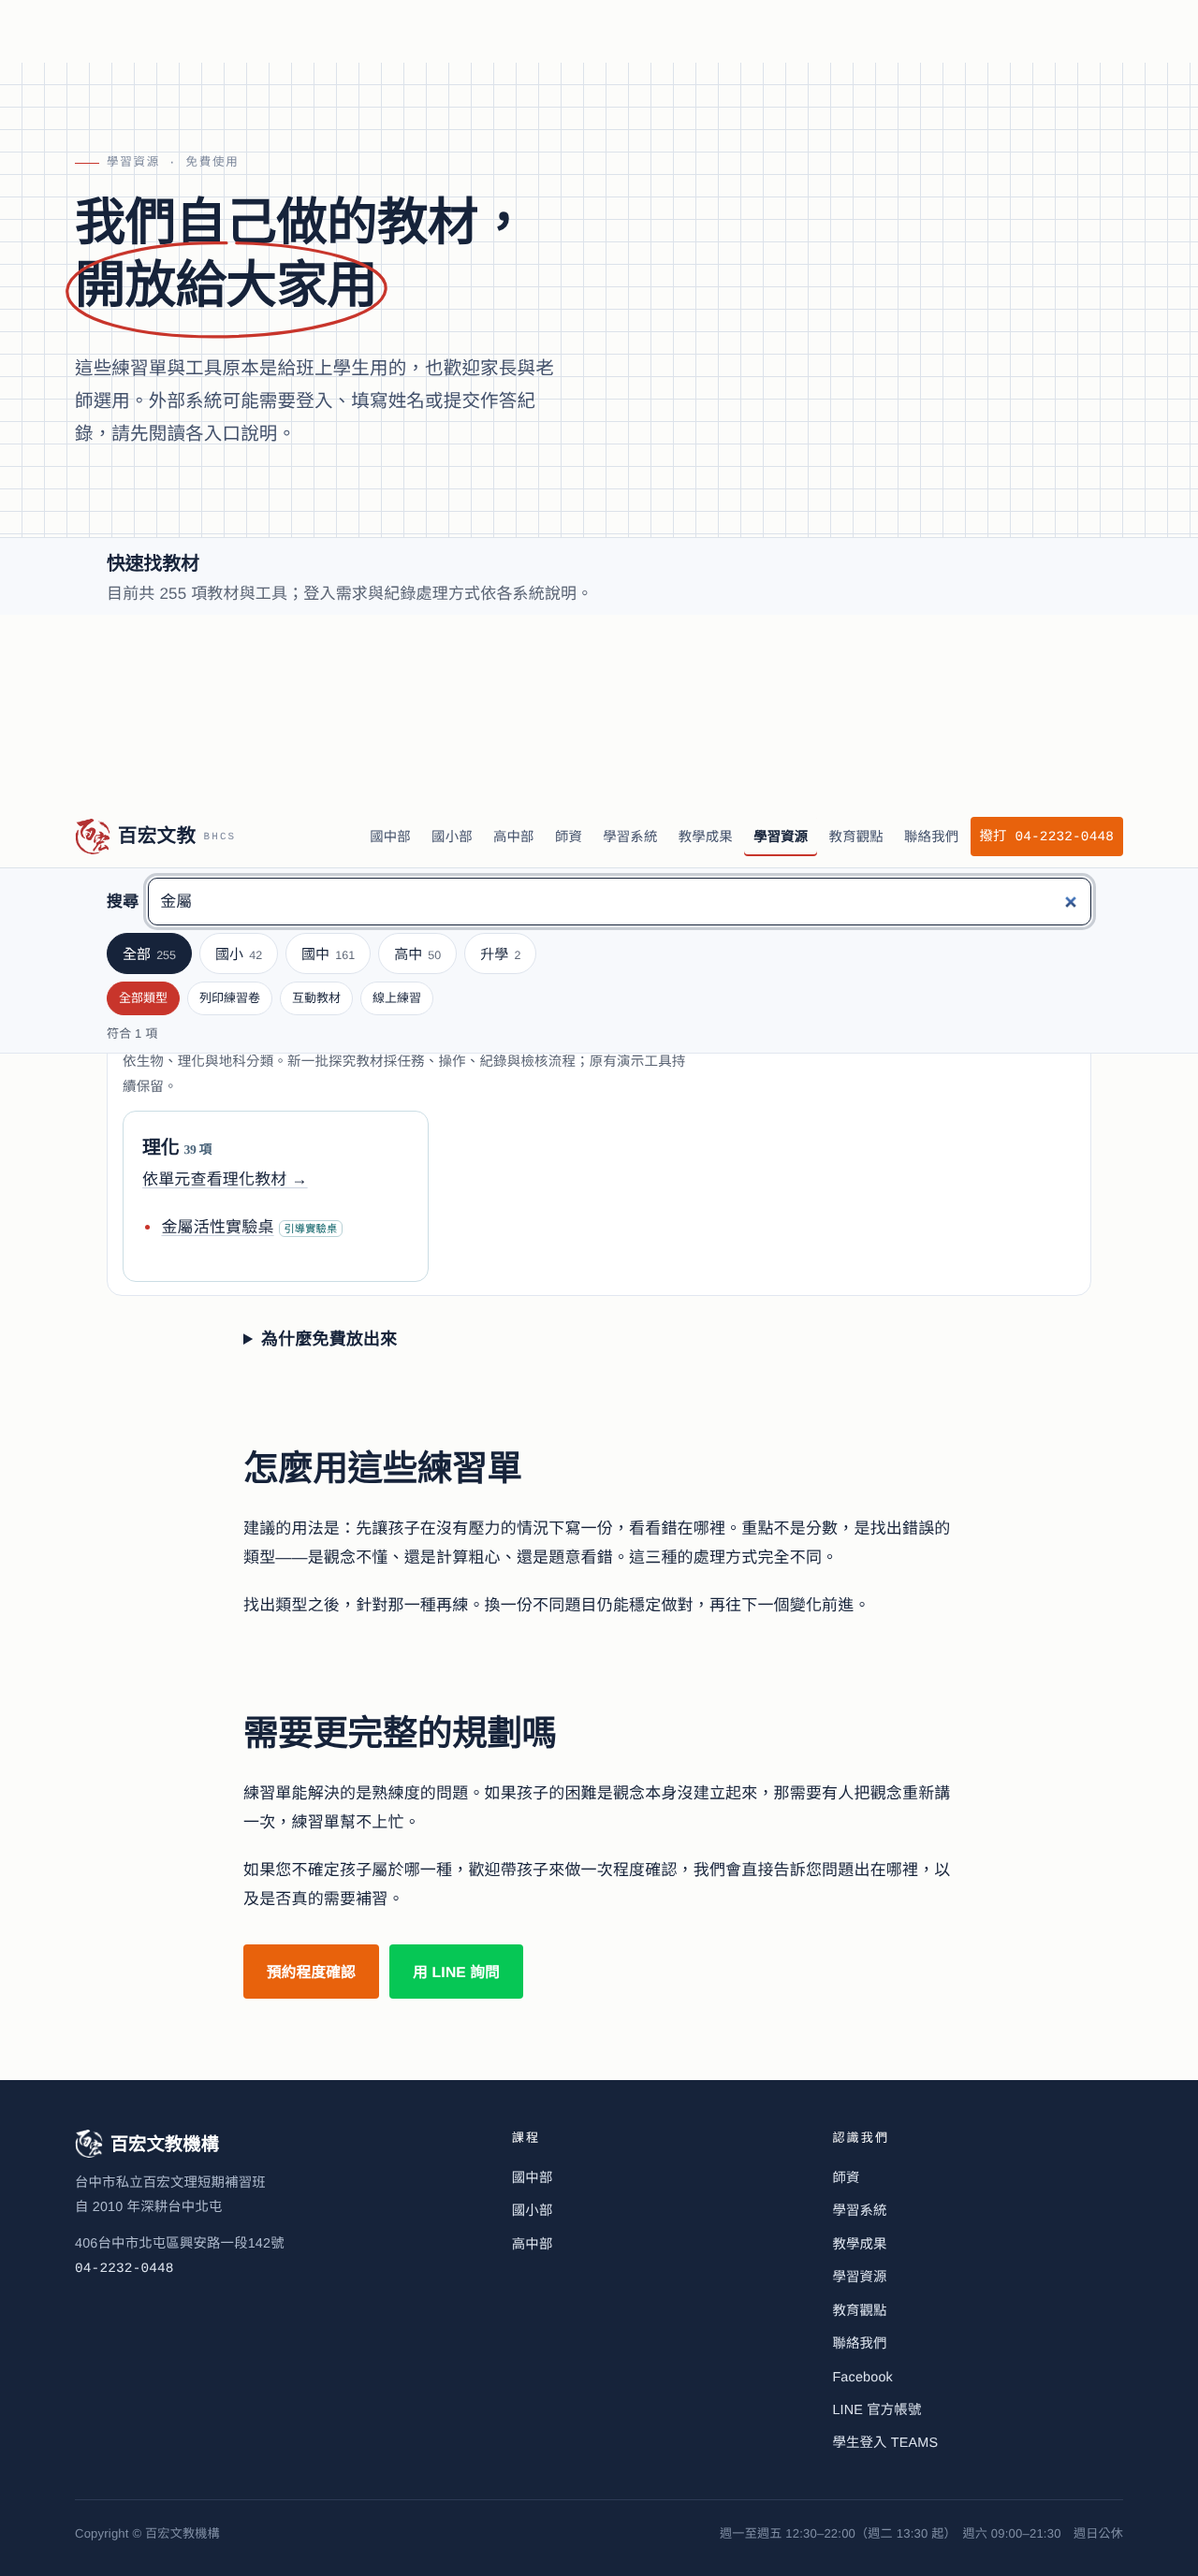 學習資源 · 免費使用
我們自己做的教材，
開放給大家用
這些練習單與工具原本是給班上學生用的，也歡迎家長與老
師選用。外部系統可能需要登入、填寫姓名或提交作答紀
錄，請先閱讀各入口說明。
快速找教材
目前共 255 項教材與工具；登入需求與紀錄處理方式依各系統說明。
百宏 百宏文教 BHCS 國中部 國小部 高中部 師資 學習系統 教學成果 學習資源 教育觀點 聯絡我們 撥打 04-2232-0448
搜尋 金屬
全部 255 國小 42 國中 161 高中 50 升學 2
全部類型 列印練習卷 互動教材 線上練習
符合 1 項
依生物、理化與地科分類。新一批探究教材採任務、操作、紀錄與檢核流程；原有演示工具持
續保留。
理化 39 項
依單元查看理化教材 →
金屬活性實驗桌 引導實驗桌
為什麼免費放出來
怎麼用這些練習單
建議的用法是：先讓孩子在沒有壓力的情況下寫一份，看看錯在哪裡。重點不是分數，是找出錯誤的
類型——是觀念不懂、還是計算粗心、還是題意看錯。這三種的處理方式完全不同。
找出類型之後，針對那一種再練。換一份不同題目仍能穩定做對，再往下一個變化前進。
需要更完整的規劃嗎
練習單能解決的是熟練度的問題。如果孩子的困難是觀念本身沒建立起來，那需要有人把觀念重新講
一次，練習單幫不上忙。
如果您不確定孩子屬於哪一種，歡迎帶孩子來做一次程度確認，我們會直接告訴您問題出在哪裡，以
及是否真的需要補習。
預約程度確認 用 LINE 詢問
百宏 百宏文教機構
台中市私立百宏文理短期補習班
自 2010 年深耕台中北屯
406台中市北屯區興安路一段142號
04-2232-0448
課程
國中部
國小部
高中部
認識我們
師資
學習系統
教學成果
學習資源
教育觀點
聯絡我們
Facebook
LINE 官方帳號
學生登入 TEAMS
Copyright © 百宏文教機構
週一至週五 12:30–22:00（週二 13:30 起） 週六 09:00–21:30 週日公休